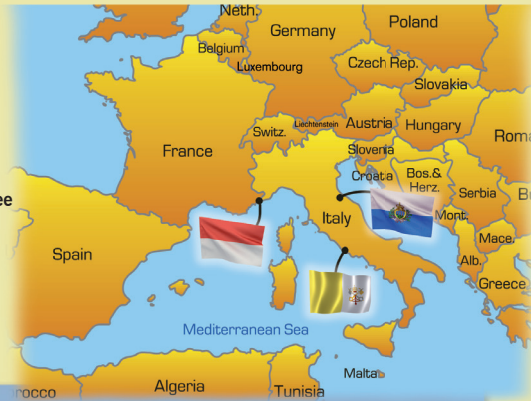 Neth.
Poland
Germany
Belgium
Luxembourg
Czech Rep.
Slovakia
Liechtenstein
Austria
Hungary
Switz.
France
Slovenia
Croatia
Bos.&
Herz.
Serbia
ee
Italy
Mont.
Mace.
Spain
Alb.
Greece
Mediterranean Sea
Malta
rocco
Algeria
Tunisia